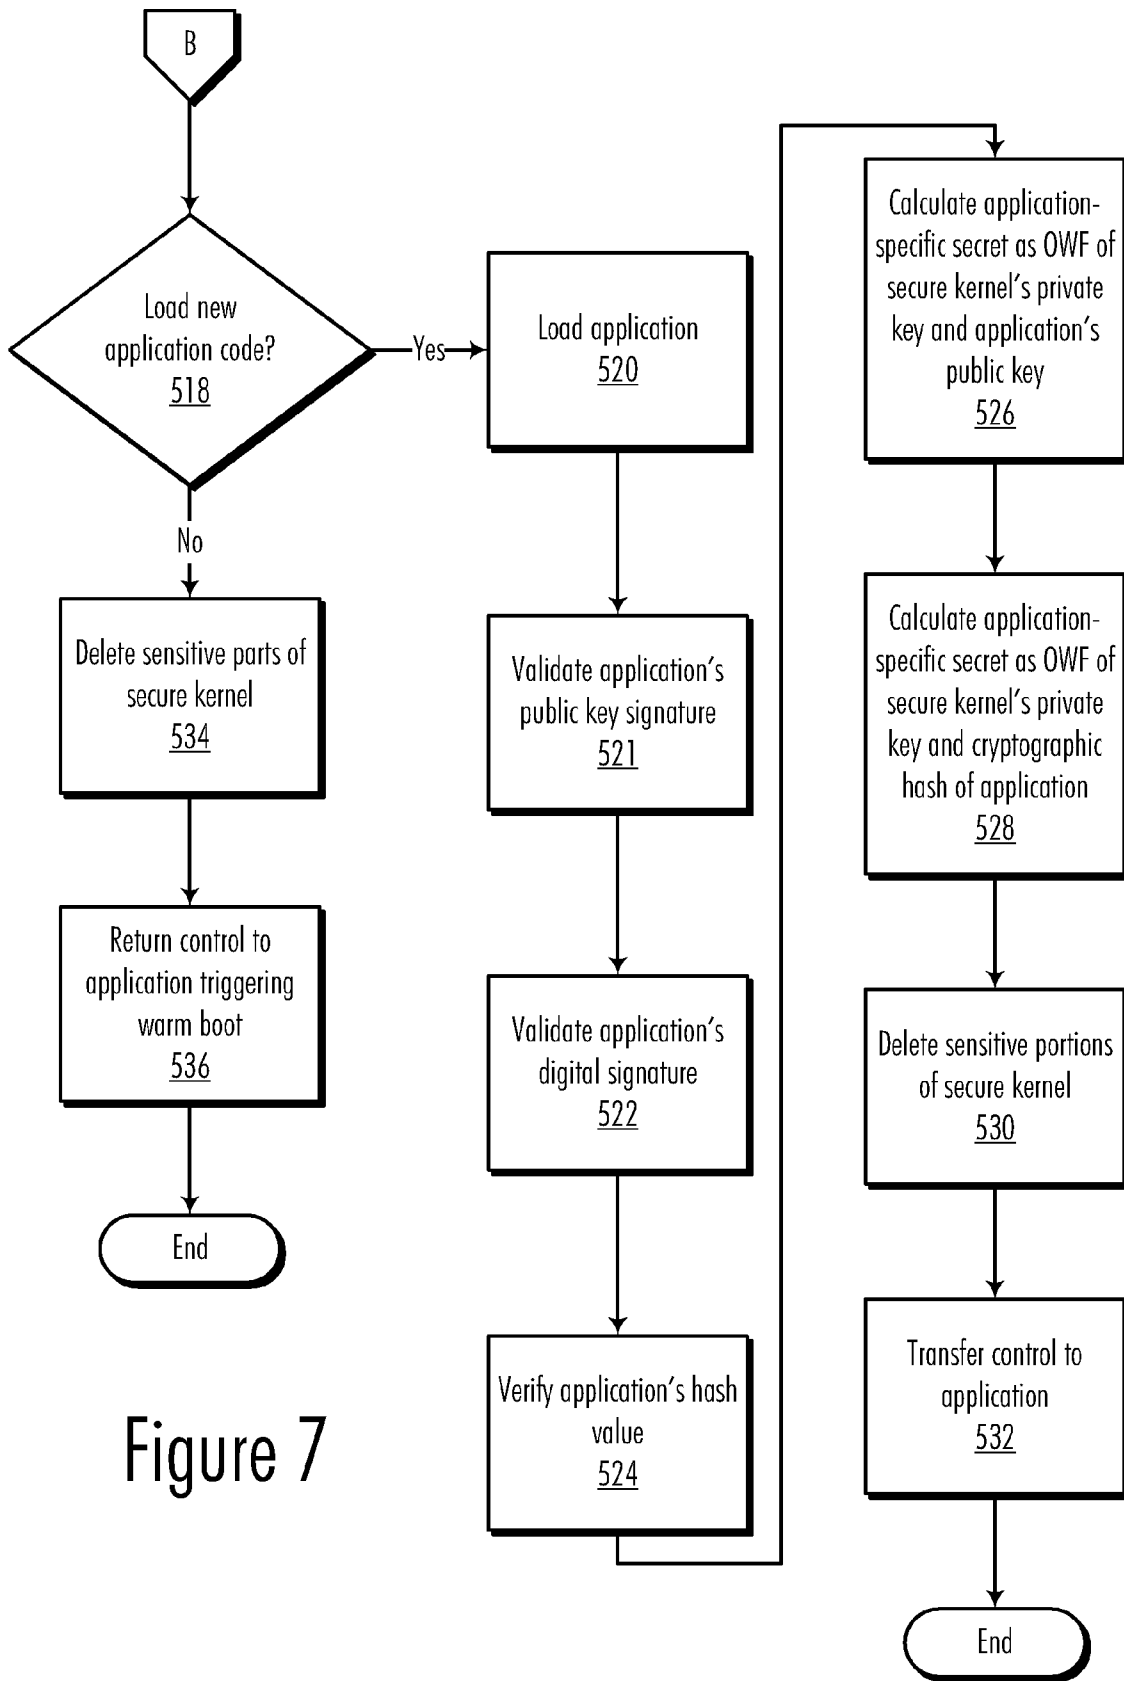 B
Load new
application code?
518
Yes
No
Delete sensitive parts of
secure kernel
534
Return control to
application triggering
warm boot
536
End
Load application
520
Validate application's
public key signature
521
Validate application's
digital signature
522
Verify application's hash
value
524
Calculate application-
specific secret as OWF of
secure kernel's private
key and application's
public key
526
Calculate application-
specific secret as OWF of
secure kernel's private
key and cryptographic
hash of application
528
Delete sensitive portions
of secure kernel
530
Transfer control to
application
532
End
Figure 7